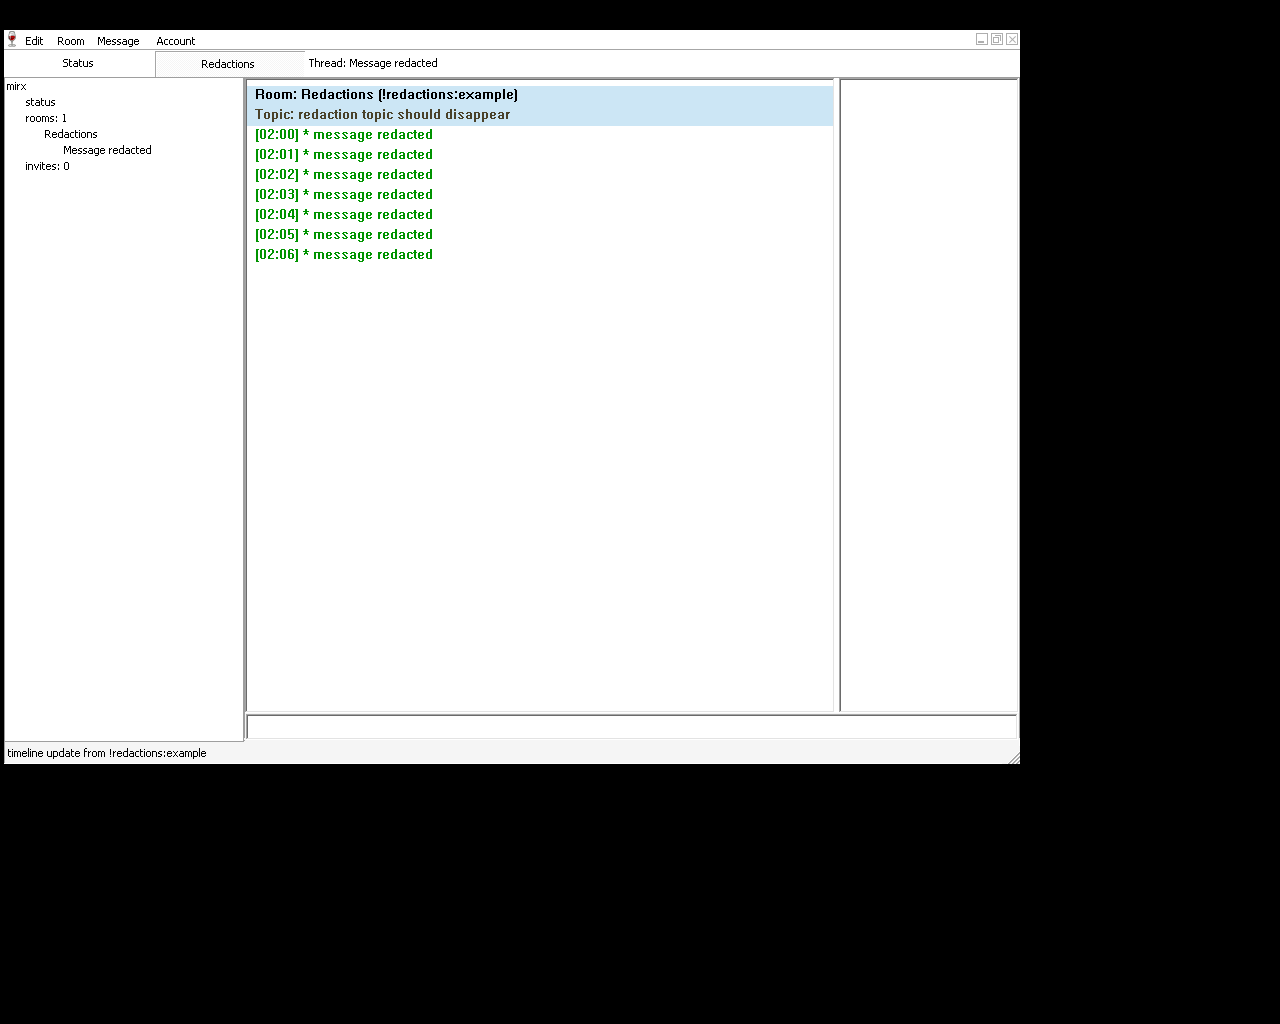 Edit Room Message Account
Status Redactions Thread: Message redacted
mirx
status
rooms: 1
Redactions
Message redacted
invites: 0
Room: Redactions (!redactions:example)
Topic: redaction topic should disappear
[02:00] * message redacted
[02:01] * message redacted
[02:02] * message redacted
[02:03] * message redacted
[02:04] * message redacted
[02:05] * message redacted
[02:06] * message redacted
timeline update from !redactions:example